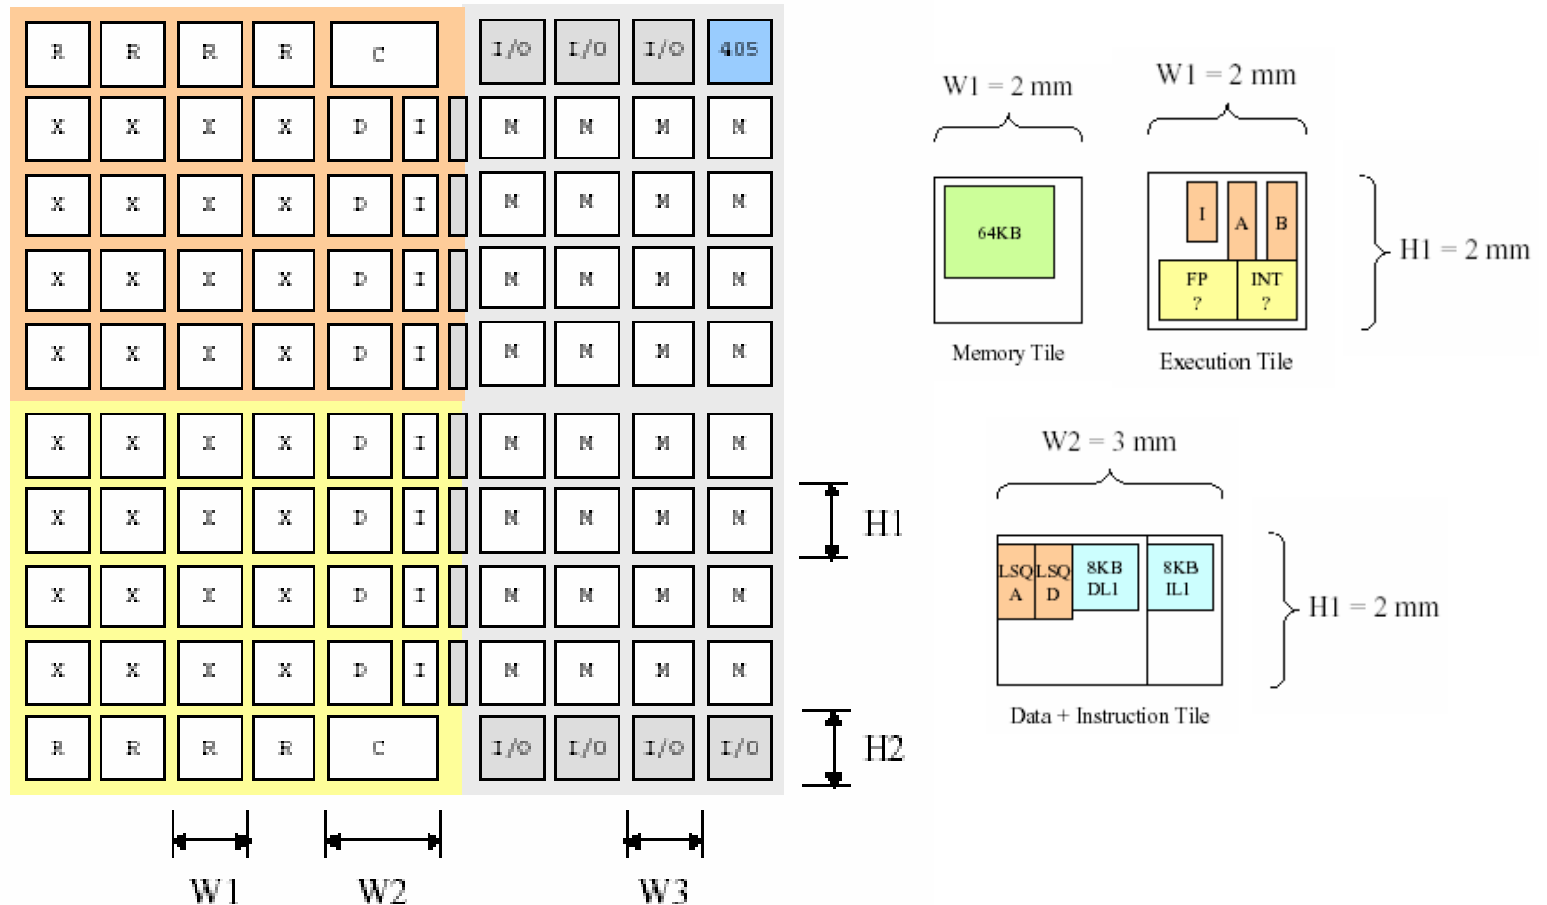 R R R R C I/O I/O I/O 405
X X X X D I M M M M
X X X X D I M M M M
X X X X D I M M M M
X X X X D I M M M M
X X X X D I M M M M
X X X X D I M M M M
X X X X D I M M M M
X X X X D I M M M M
R R R R C I/O I/O I/O I/O
H1
H2
W1 W2 W3
W1 = 2 mm
64KB
Memory Tile
W1 = 2 mm
I A B
FP
?
INT
?
Execution Tile
H1 = 2 mm
W2 = 3 mm
LSQ
A
LSQ
D
8KB
DL1
8KB
IL1
Data + Instruction Tile
H1 = 2 mm